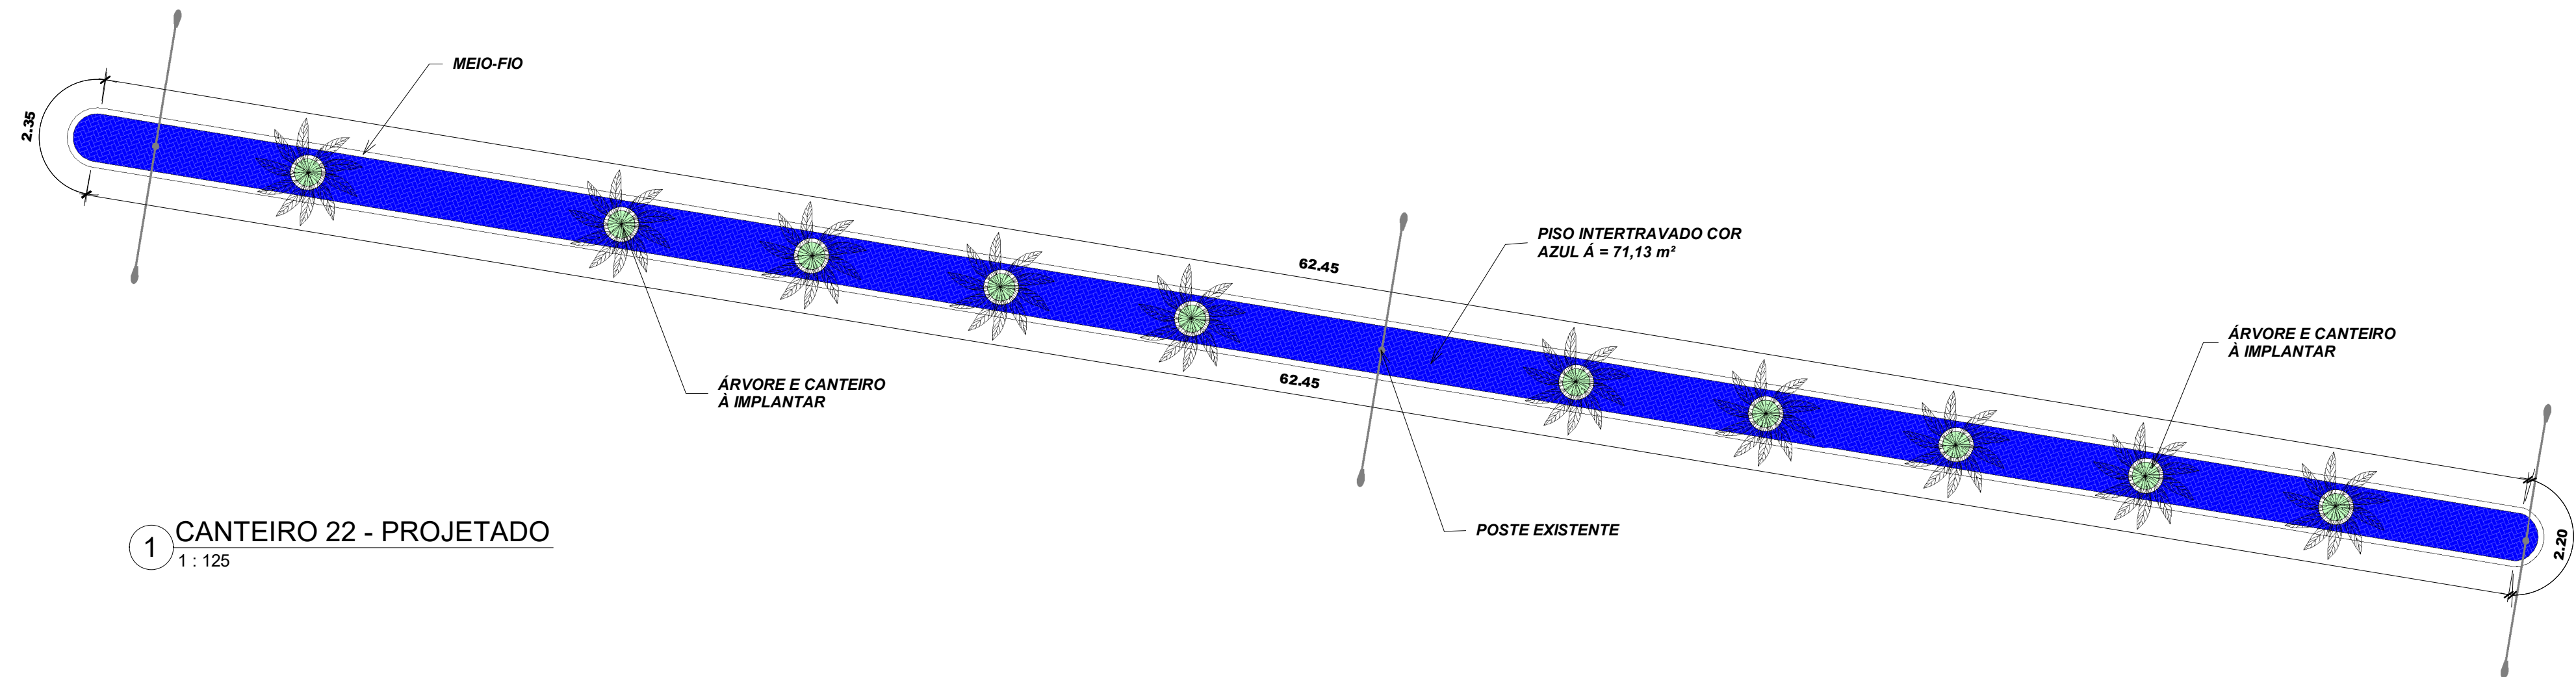 MEIO-FIO
2.35
62.45
PISO INTERTRAVADO COR
AZUL Á = 71,13 m²
ÁRVORE E CANTEIRO
À IMPLANTAR
62.45
ÁRVORE E CANTEIRO
À IMPLANTAR
POSTE EXISTENTE
2.20
1 CANTEIRO 22 - PROJETADO
1 : 125